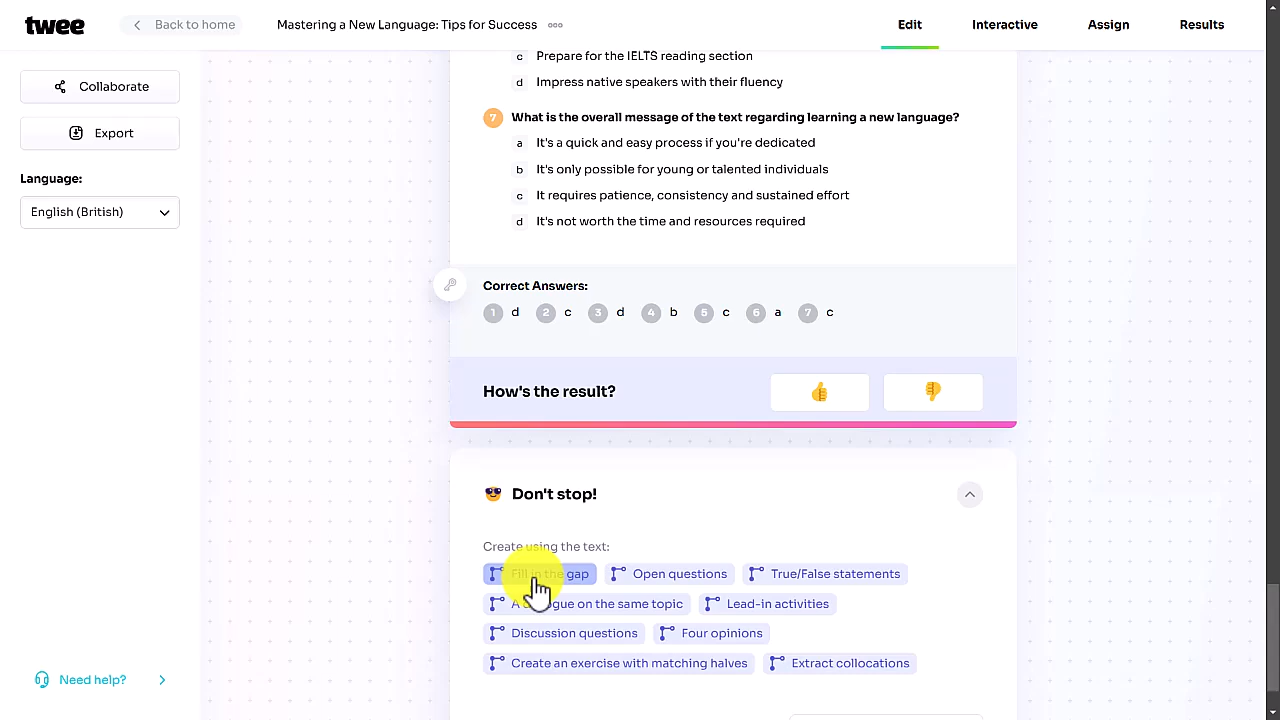 twee
Back to home
Mastering a New Language: Tips for Success
Edit
Interactive
Assign
Results
Collaborate
Export
Language:
English (British)
c Prepare for the IELTS reading section
d Impress native speakers with their fluency
7 What is the overall message of the text regarding learning a new language?
a It's a quick and easy process if you're dedicated
b It's only possible for young or talented individuals
c It requires patience, consistency and sustained effort
d It's not worth the time and resources required
Correct Answers:
1 d 2 c 3 d 4 b 5 c 6 a 7 c
How's the result?
Don't stop!
Create using the text:
Fill in the gap Open questions True/False statements
A dialogue on the same topic Lead-in activities
Discussion questions Four opinions
Create an exercise with matching halves Extract collocations
Need help?